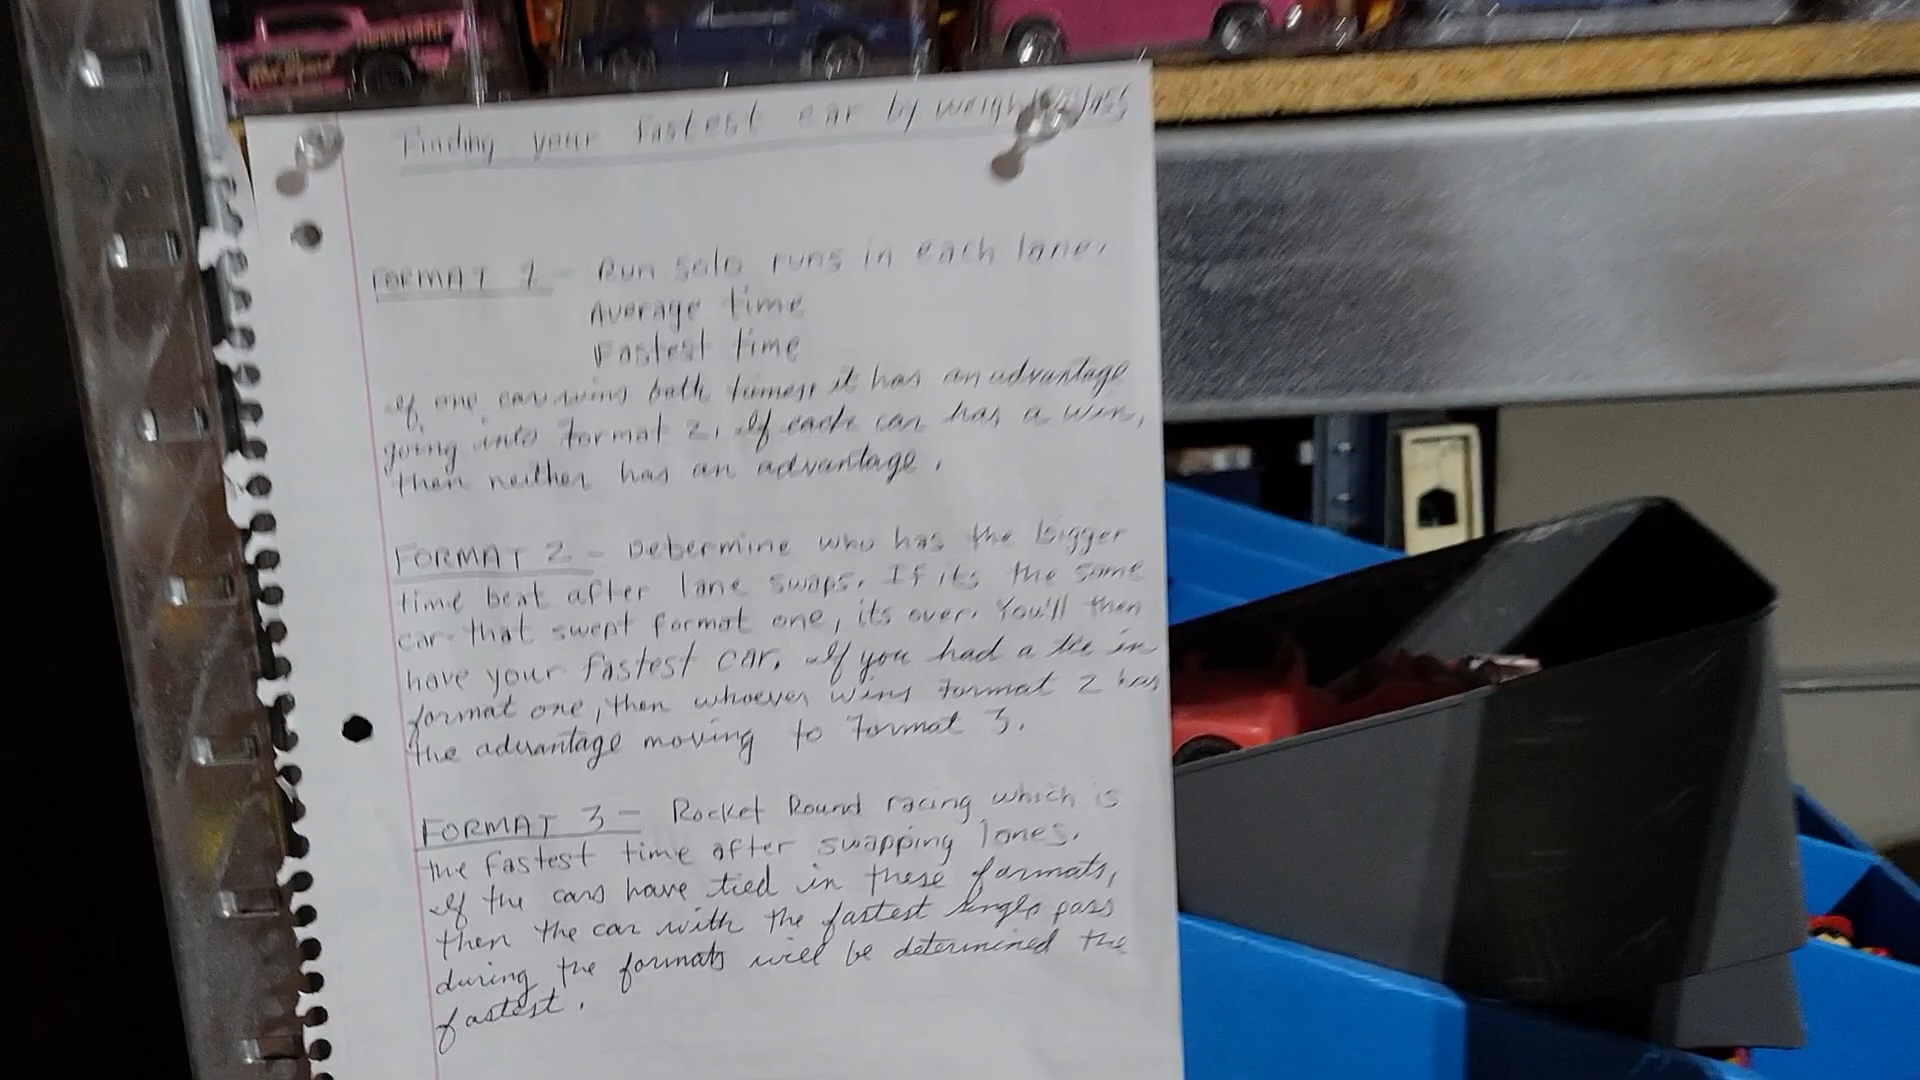 Finding your fastest car by weight class
FORMAT 1 - Run solo runs in each lane.
Average time
Fastest time
If one car wins both times, it has an advantage
going into Format 2. If each car has a win,
then neither has an advantage.
FORMAT 2 - Determine who has the bigger
time beat after lane swaps. If its the same
car that swept format one, its over. You'll then
have your fastest car. If you had a tie in
format one, then whoever wins Format 2 has
the advantage moving to Format 3.
FORMAT 3 - Rocket Round racing which is
the fastest time after swapping lanes.
If the cars have tied in these formats,
then the car with the fastest single pass
during the formats will be determined the
fastest.